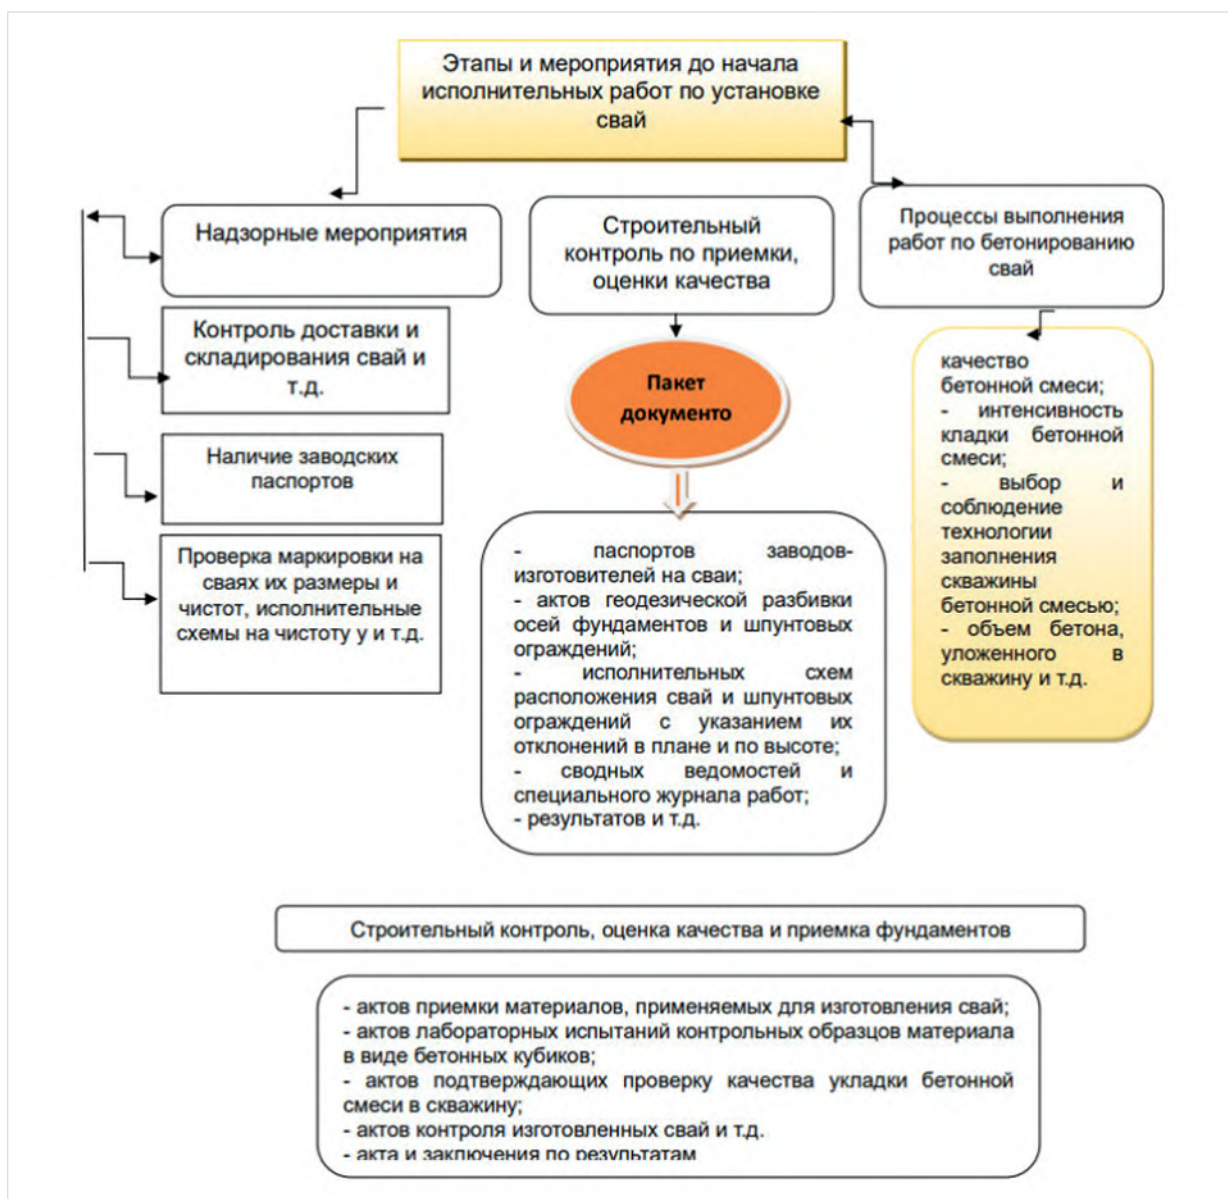 Этапы и мероприятия до начала
исполнительных работ по установке
свай
Надзорные мероприятия
Контроль доставки и
складирования свай и
т.д.
Наличие заводских
паспортов
Проверка маркировки на
сваях их размеры и
чистот, исполнительные
схемы на чистоту у и т.д.
Строительный
контроль по приемки,
оценки качества
Пакет
документо
- паспортов заводов-
изготовителей на сваи;
- актов геодезической разбивки
осей фундаментов и шпунтовых
ограждений;
- исполнительных схем
расположения свай и шпунтовых
ограждений с указанием их
отклонений в плане и по высоте;
- сводных ведомостей и
специального журнала работ;
- результатов и т.д.
Процессы выполнения
работ по бетонированию
свай
качество
бетонной смеси;
- интенсивность
кладки бетонной
смеси;
- выбор и
соблюдение
технологии
заполнения
скважины
бетонной смесью;
- объем бетона,
уложенного в
скважину и т.д.
Строительный контроль, оценка качества и приемка фундаментов
- актов приемки материалов, применяемых для изготовления свай;
- актов лабораторных испытаний контрольных образцов материала
в виде бетонных кубиков;
- актов подтверждающих проверку качества укладки бетонной
смеси в скважину;
- актов контроля изготовленных свай и т.д.
- акта и заключения по результатам